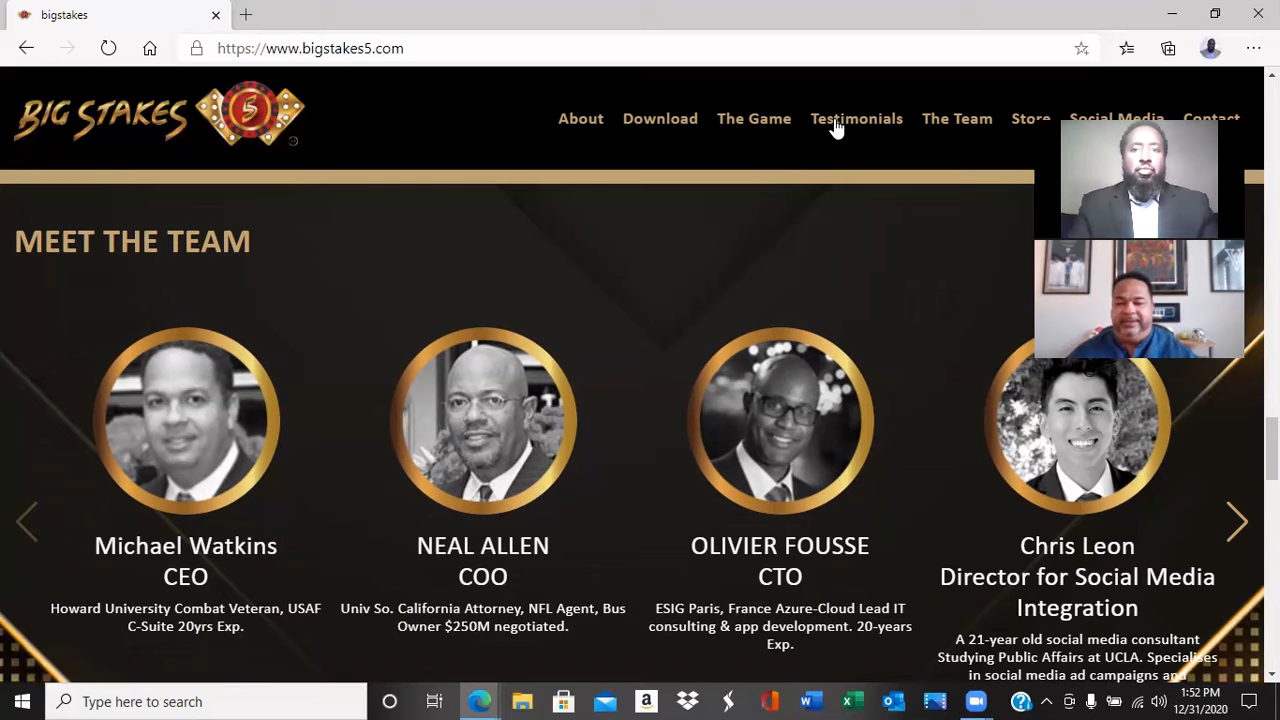 bigstakes
https://www.bigstakes5.com
BIG STAKES 5
About Download The Game Testimonials The Team Store Social Media Contact
MEET THE TEAM
Michael Watkins
CEO
Howard University Combat Veteran, USAF
C-Suite 20yrs Exp.
NEAL ALLEN
COO
Univ So. California Attorney, NFL Agent, Bus
Owner $250M negotiated.
OLIVIER FOUSSE
CTO
ESIG Paris, France Azure-Cloud Lead IT
consulting & app development. 20-years
Exp.
Chris Leon
Director for Social Media
Integration
A 21-year old social media consultant
Studying Public Affairs at UCLA. Specialises
in social media ad campaigns and
Type here to search
1:52 PM
12/31/2020